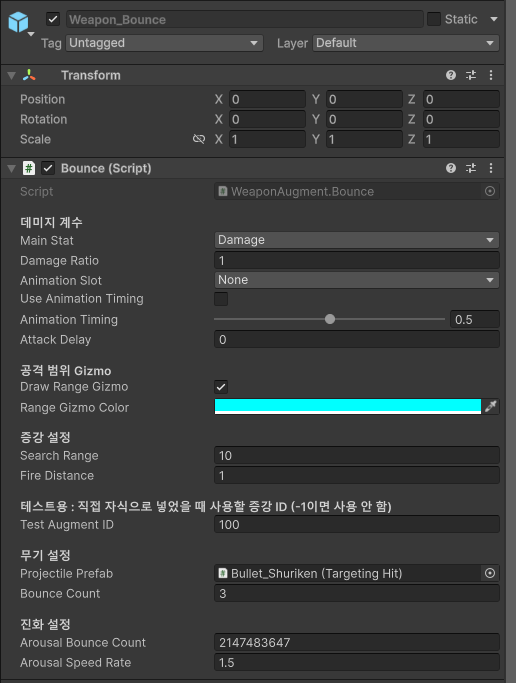 Weapon_Bounce Static
Tag Untagged Layer Default
Transform
Position X 0 Y 0 Z 0
Rotation X 0 Y 0 Z 0
Scale X 1 Y 1 Z 1
# Bounce (Script)
Script # WeaponAugment.Bounce
데미지 계수
Main Stat Damage
Damage Ratio 1
Animation Slot None
Use Animation Timing
Animation Timing 0.5
Attack Delay 0
공격 범위 Gizmo
Draw Range Gizmo
Range Gizmo Color
증강 설정
Search Range 10
Fire Distance 1
테스트용 : 직접 자식으로 넣었을 때 사용할 증강 ID (-1이면 사용 안 함)
Test Augment ID 100
무기 설정
Projectile Prefab # Bullet_Shuriken (Targeting Hit)
Bounce Count 3
진화 설정
Arousal Bounce Count 2147483647
Arousal Speed Rate 1.5